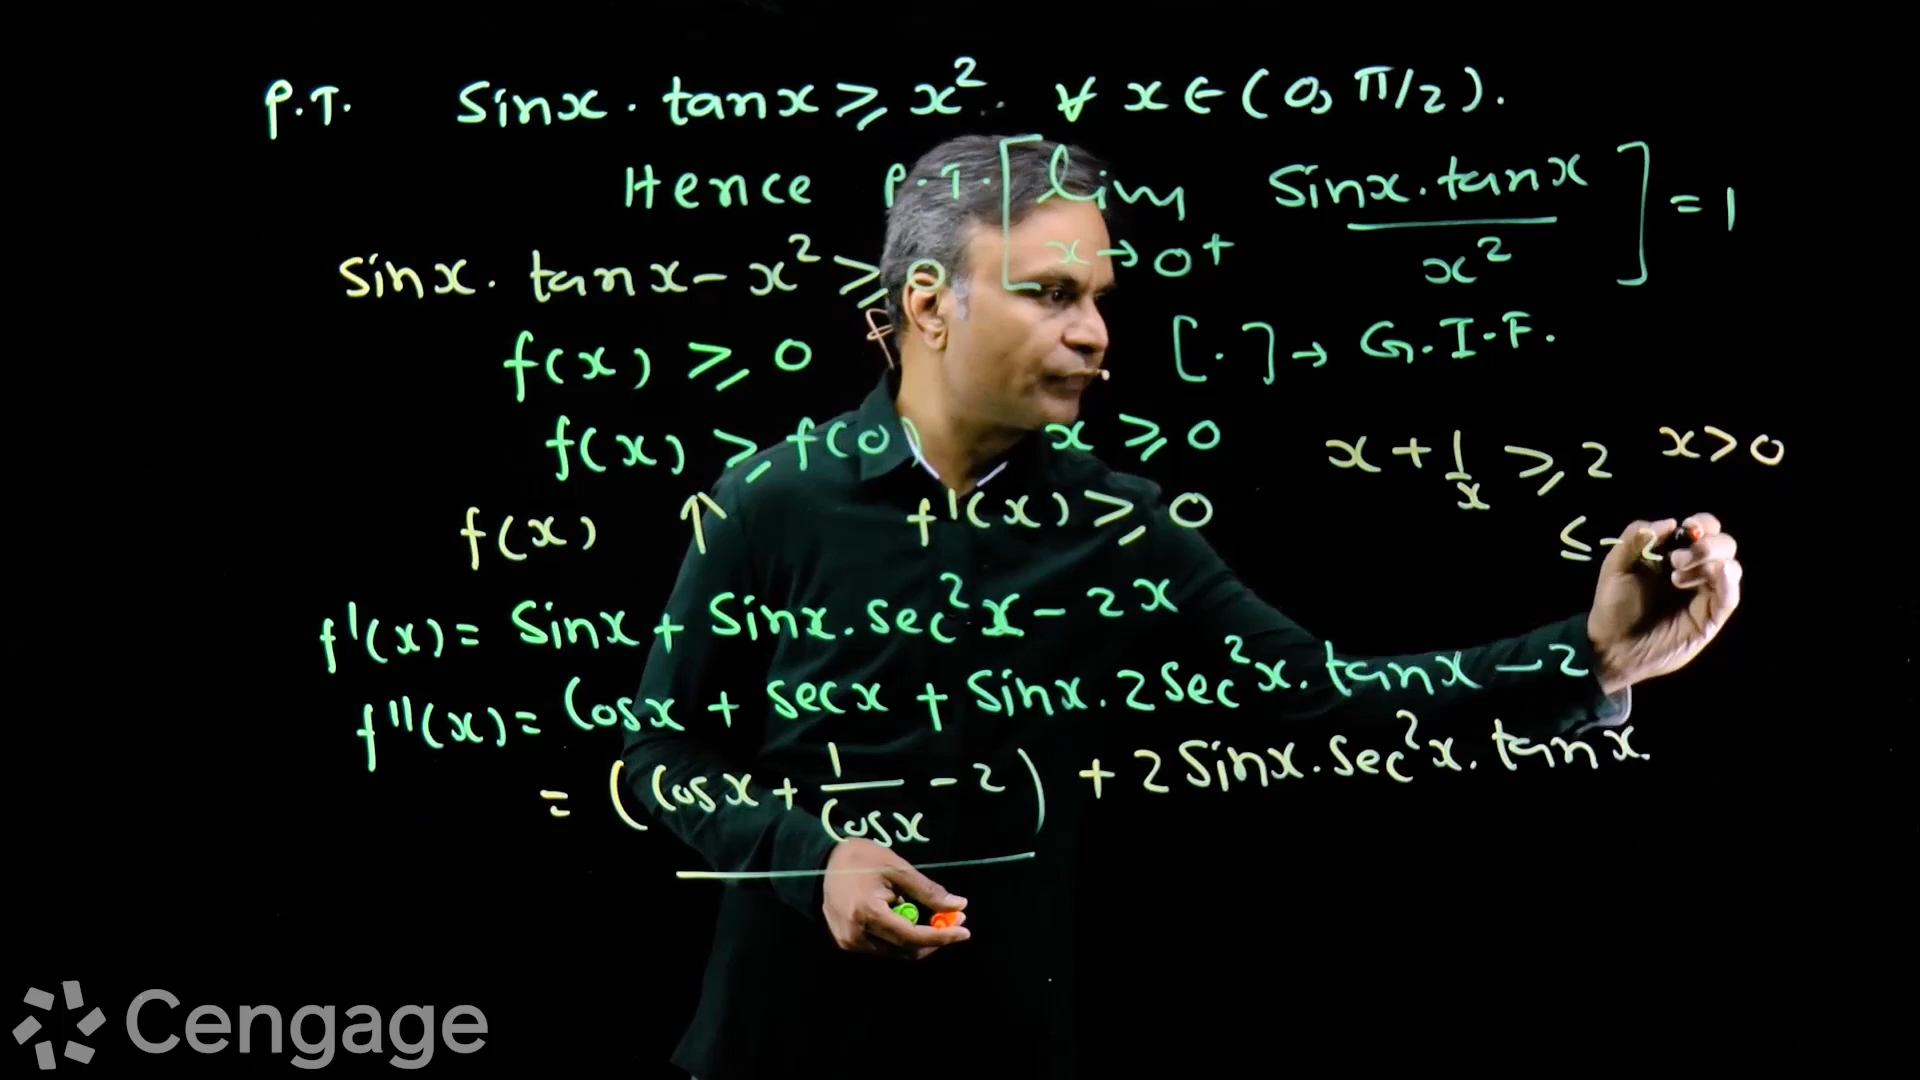 P.T. Sinx . tanx ⩾ x² . ∀ x ∈ (0, π/2).
Hence P.T. [ lim x→0+ Sinx.tanx / x² ] = 1
Sinx . tanx - x² ⩾ 0
f(x) ⩾ 0
[.] → G.I.F.
f(x) ⩾ f(0) x ⩾ 0
x + 1/x ⩾ 2 x > 0
f(x) ↑ f'(x) ⩾ 0
≤ -2
f'(x) = Sinx + Sinx.sec²x - 2x
f''(x) = Cosx + secx + Sinx.2sec²x.tanx - 2
= (Cosx + 1/Cosx - 2) + 2Sinx.sec²x.tanx.
Cengage